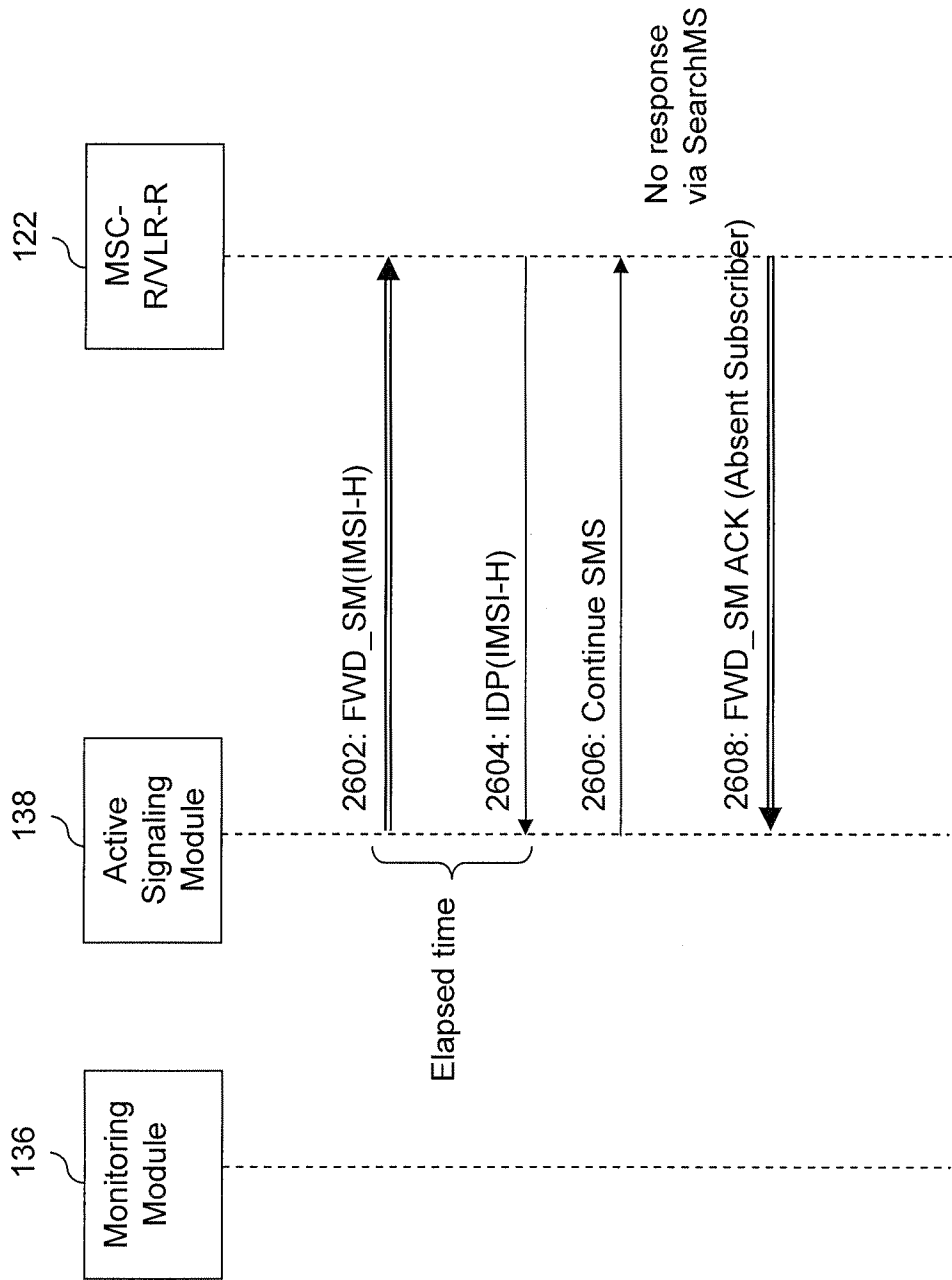 136
Monitoring
Module
138
Active
Signaling
Module
122
MSC-
R/VLR-R
2602: FWD_SM(IMSI-H)
Elapsed time
2604: IDP(IMSI-H)
2606: Continue SMS
No response
via SearchMS
2608: FWD_SM ACK (Absent Subscriber)